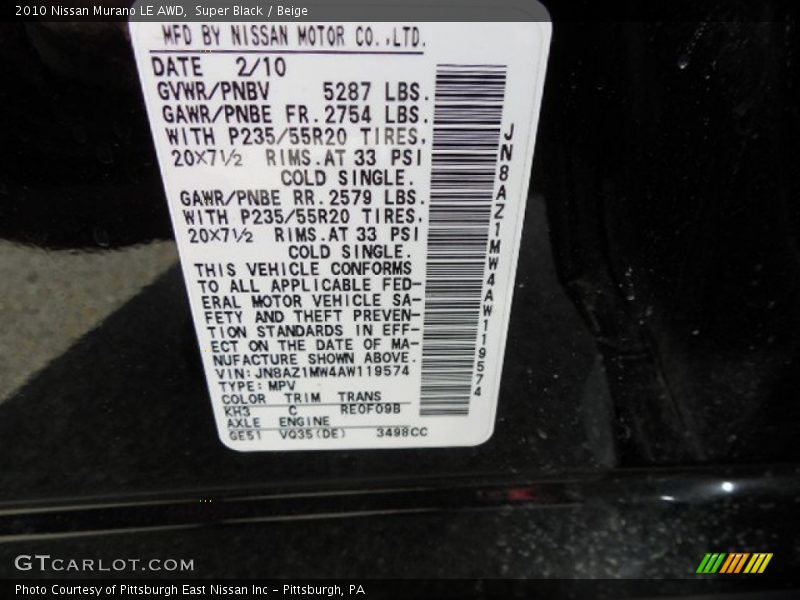 2010 Nissan Murano LE AWD,  Super Black / Beige
MFD BY NISSAN MOTOR CO.,LTD.
DATE 2/10
GVWR/PNBV 5287 LBS.
GAWR/PNBE FR.2754 LBS.
WITH P235/55R20 TIRES,
20X7½ RIMS.AT 33 PSI
COLD SINGLE.
GAWR/PNBE RR.2579 LBS.
WITH P235/55R20 TIRES.
20X7½ RIMS.AT 33 PSI
COLD SINGLE.
THIS VEHICLE CONFORMS
TO ALL APPLICABLE FED-
ERAL MOTOR VEHICLE SA-
FETY AND THEFT PREVEN-
TION STANDARDS IN EFF-
ECT ON THE DATE OF MA-
NUFACTURE SHOWN ABOVE.
VIN:JN8AZ1MW4AW119574
TYPE:MPV
COLOR TRIM TRANS
KH3 C RE0F09B
AXLE ENGINE
GE51 VQ35(DE) 3498CC
JN8AZ1MW4AW119574
GTCARLOT.COM
Photo Courtesy of Pittsburgh East Nissan Inc - Pittsburgh, PA